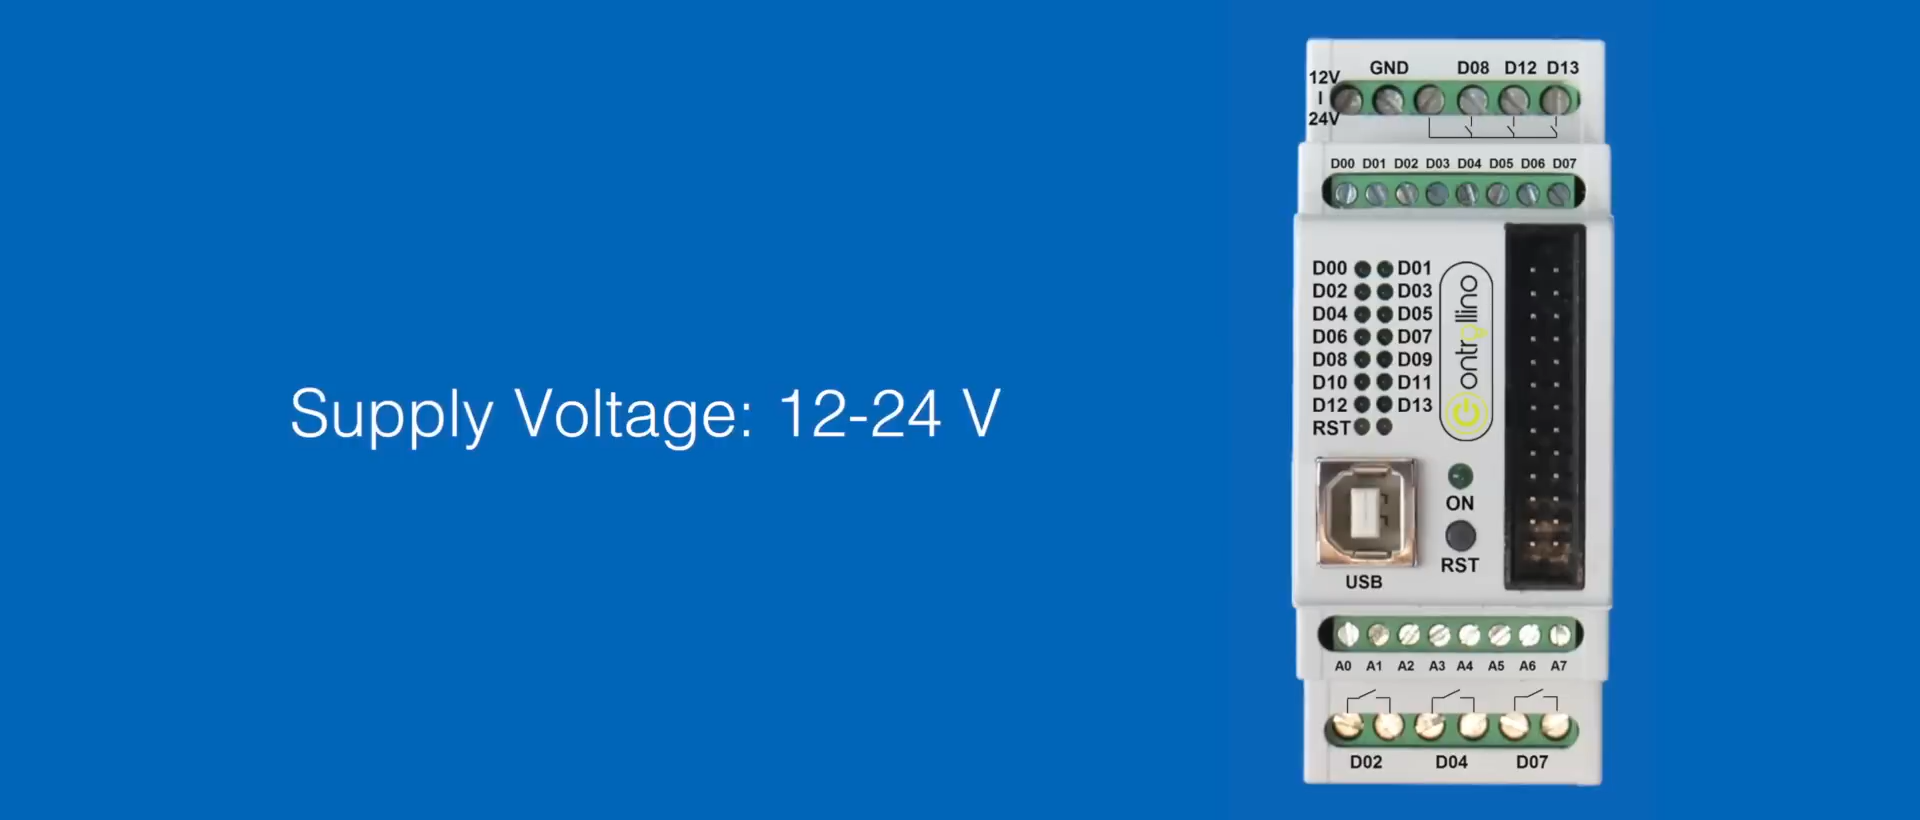 Supply Voltage: 12-24 V
GND D08 D12 D13
12V
I
24V
D00 D01 D02 D03 D04 D05 D06 D07
D00 D01
D02 D03
D04 D05
D06 D07
D08 D09
D10 D11
D12 D13
RST
ontrollino
ON
RST
USB
A0 A1 A2 A3 A4 A5 A6 A7
D02 D04 D07